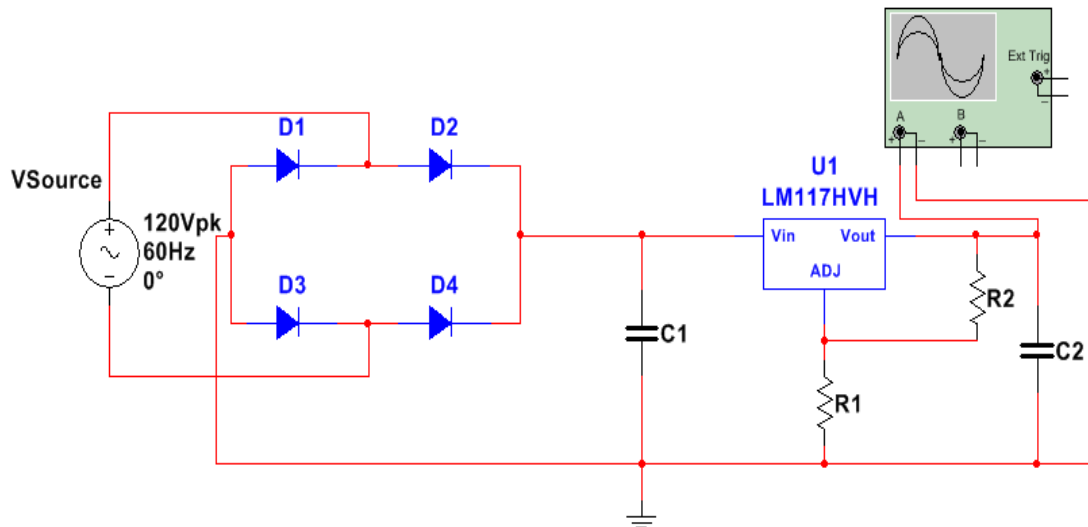 Ext Trig
+
−
A
B
+ − + −
D1
D2
VSource
+
−
120Vpk
60Hz
0°
D3
D4
U1
LM117HVH
Vin
Vout
ADJ
R2
C1
C2
R1